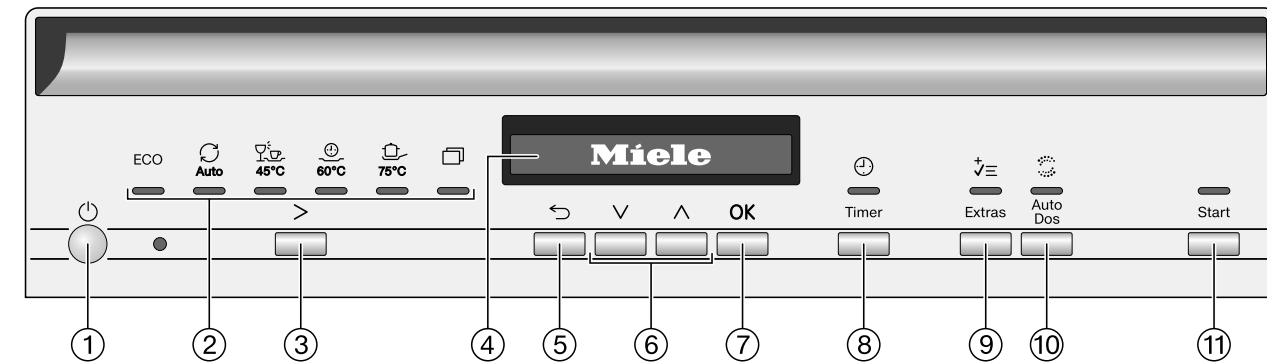 Miele
ECO
Auto
45°C
60°C
75°C
>
OK
Timer
Extras
Auto
Dos
Start
1
2
3
4
5
6
7
8
9
10
11